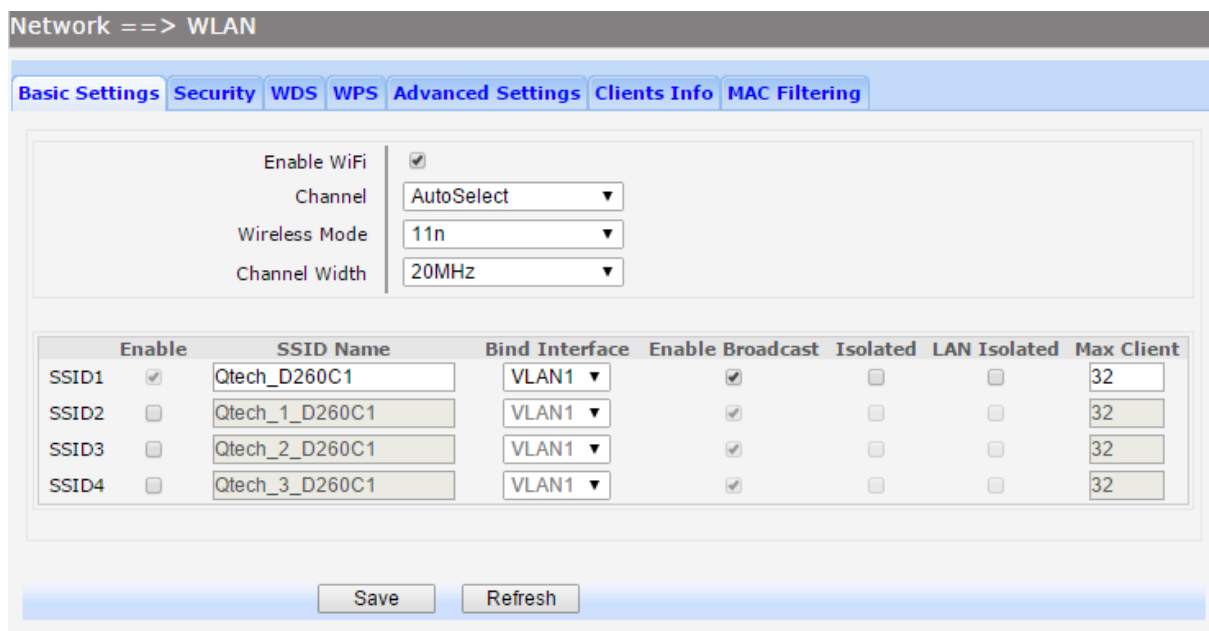 Network ==> WLAN
Basic Settings Security WDS WPS Advanced Settings Clients Info MAC Filtering
Enable WiFi
Channel AutoSelect
Wireless Mode 11n
Channel Width 20MHz
Enable SSID Name Bind Interface Enable Broadcast Isolated LAN Isolated Max Client
SSID1 Qtech_D260C1 VLAN1 32
SSID2 Qtech_1_D260C1 VLAN1 32
SSID3 Qtech_2_D260C1 VLAN1 32
SSID4 Qtech_3_D260C1 VLAN1 32
Save Refresh